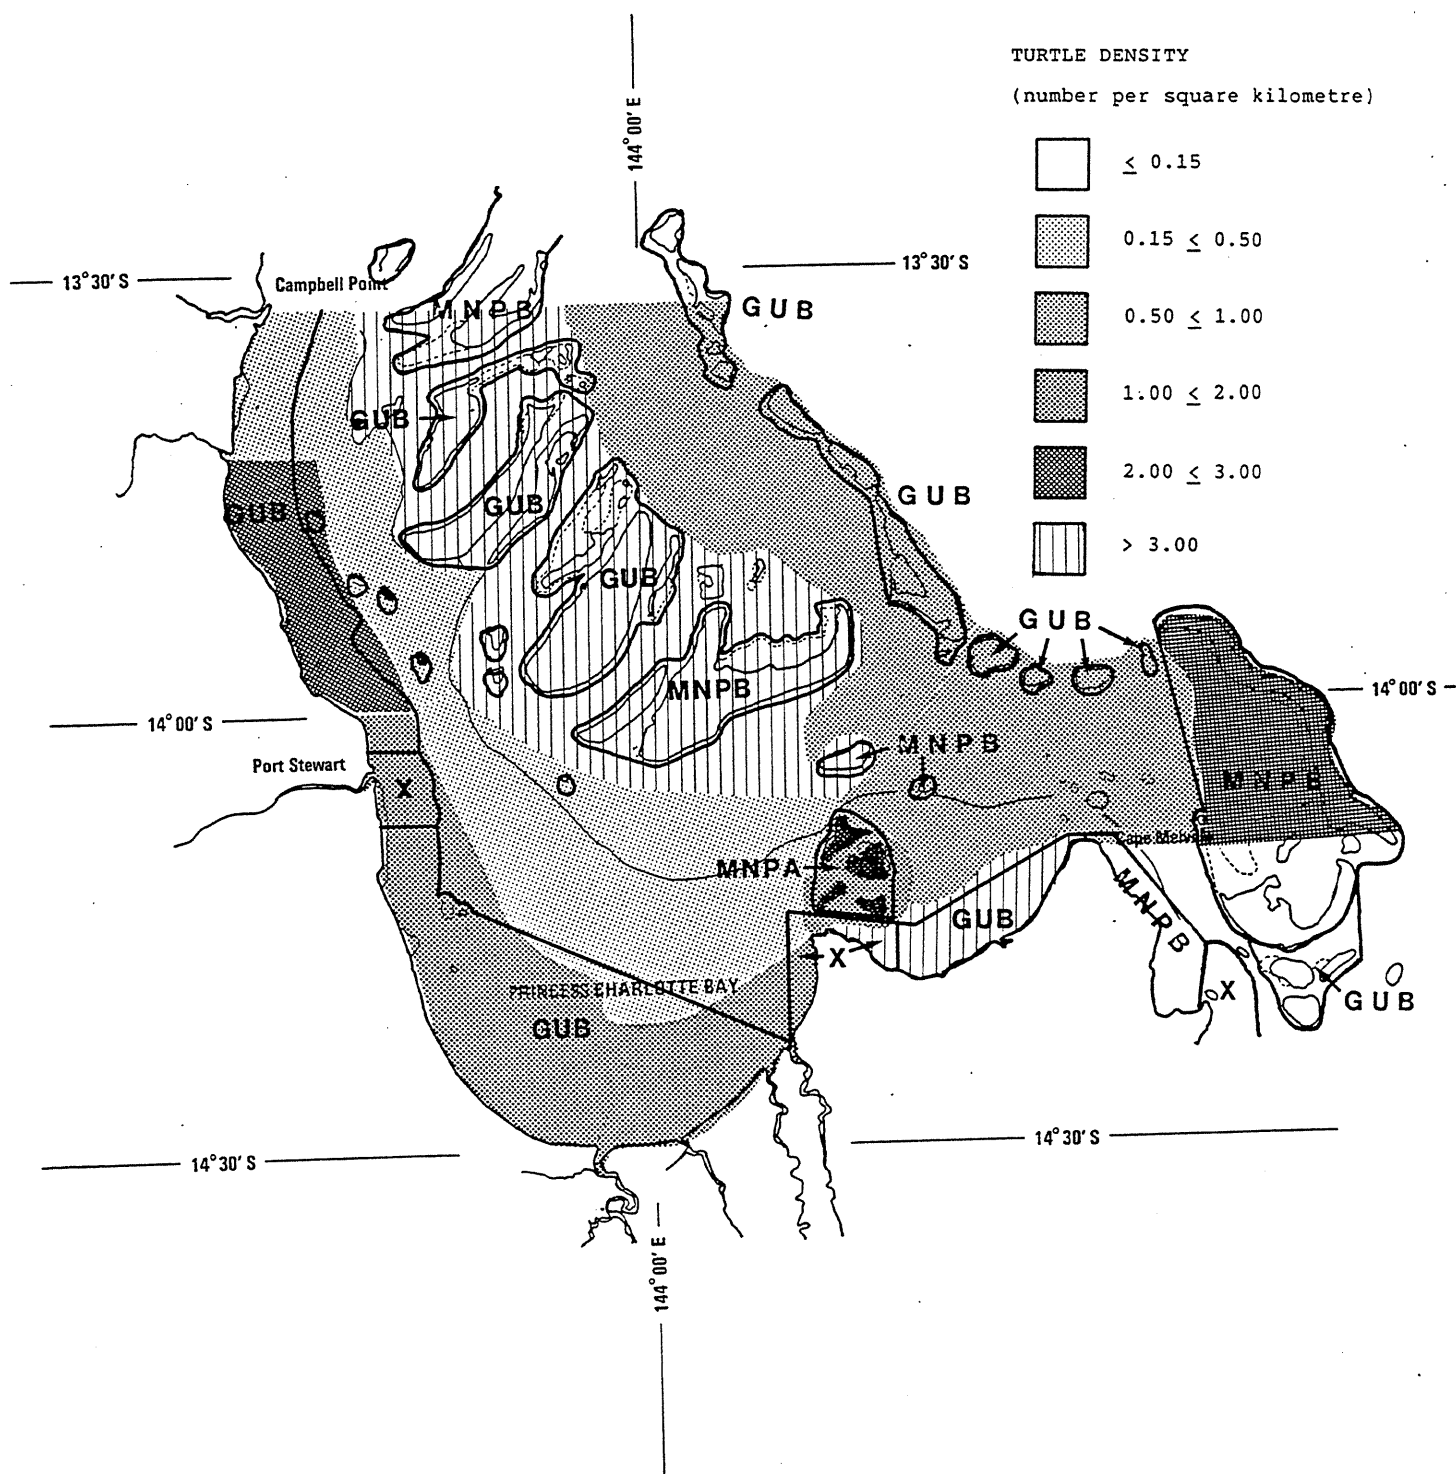 TURTLE DENSITY
(number per square kilometre)
≤ 0.15
0.15 ≤ 0.50
0.50 ≤ 1.00
1.00 ≤ 2.00
2.00 ≤ 3.00
> 3.00
144°00' E
13°30' S
13°30' S
Campbell Point
MNPB
GUB
GUB
GUB
GUB
GUB
GUB
GUB
MNPB
14°00' S
14°00' S
MNPB
MNPB
Port Stewart
X
Cape Melville
MNPA
GUB
MNPB
X
X
GUB
PRINCESS CHARLOTTE BAY
GUB
14°30' S
14°30' S
144°00' E